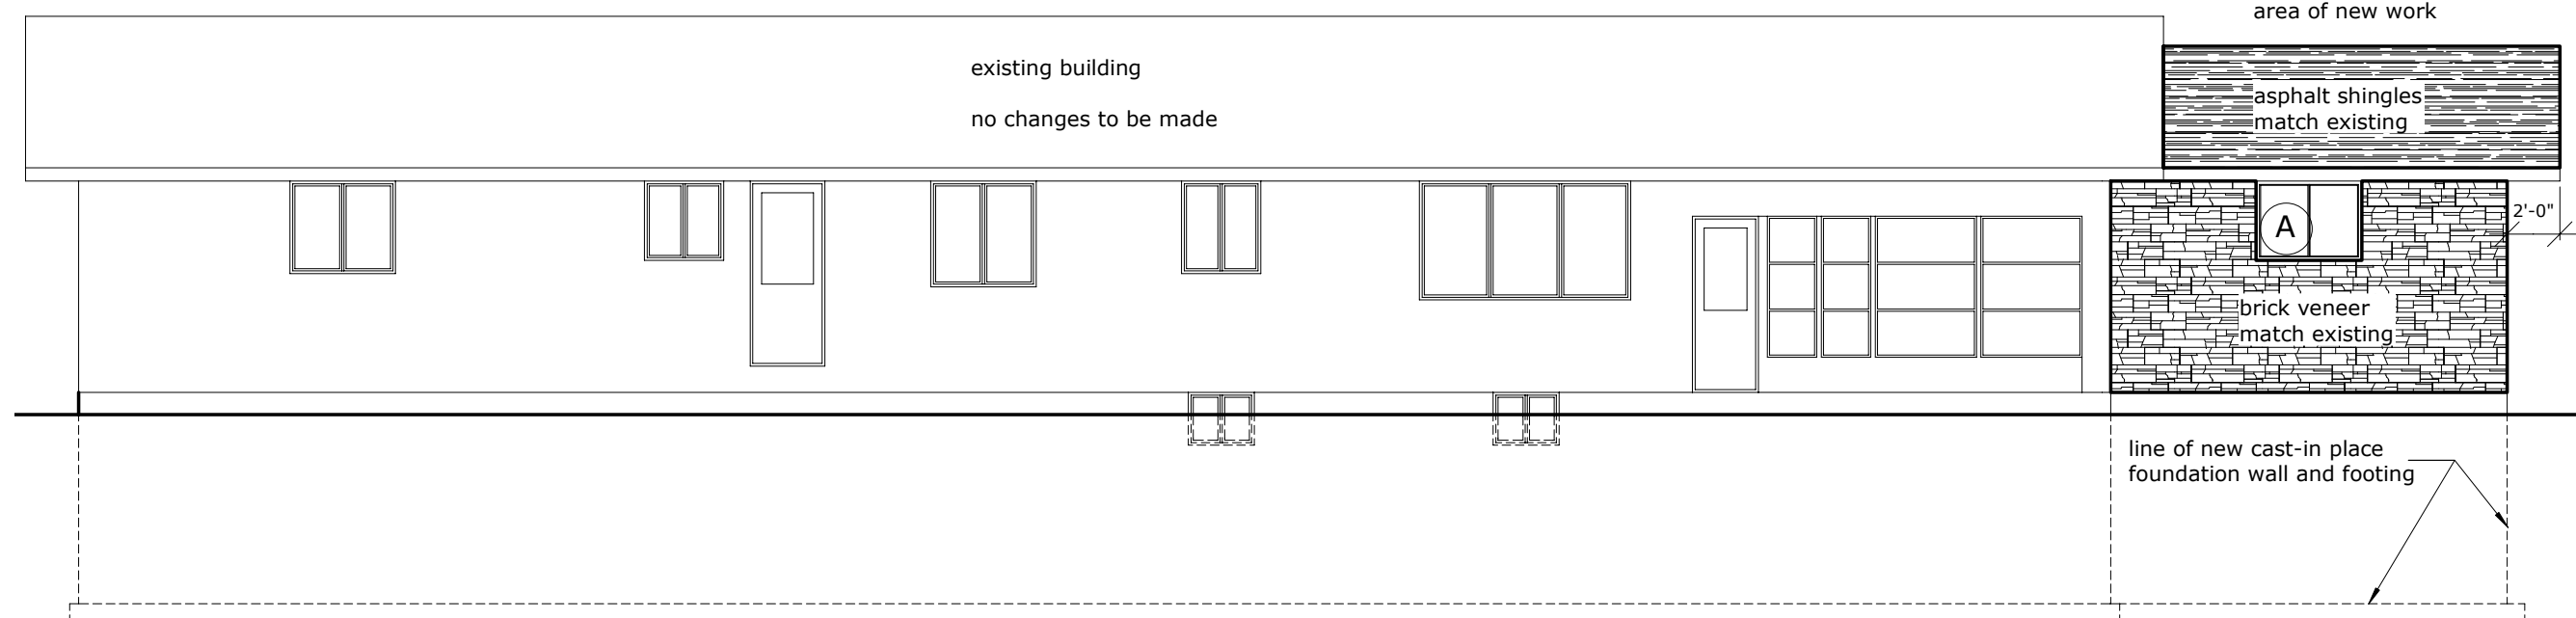 area of new work
existing building
no changes to be made
asphalt shingles
match existing
2'-0"
A
brick veneer
match existing
line of new cast-in place
foundation wall and footing